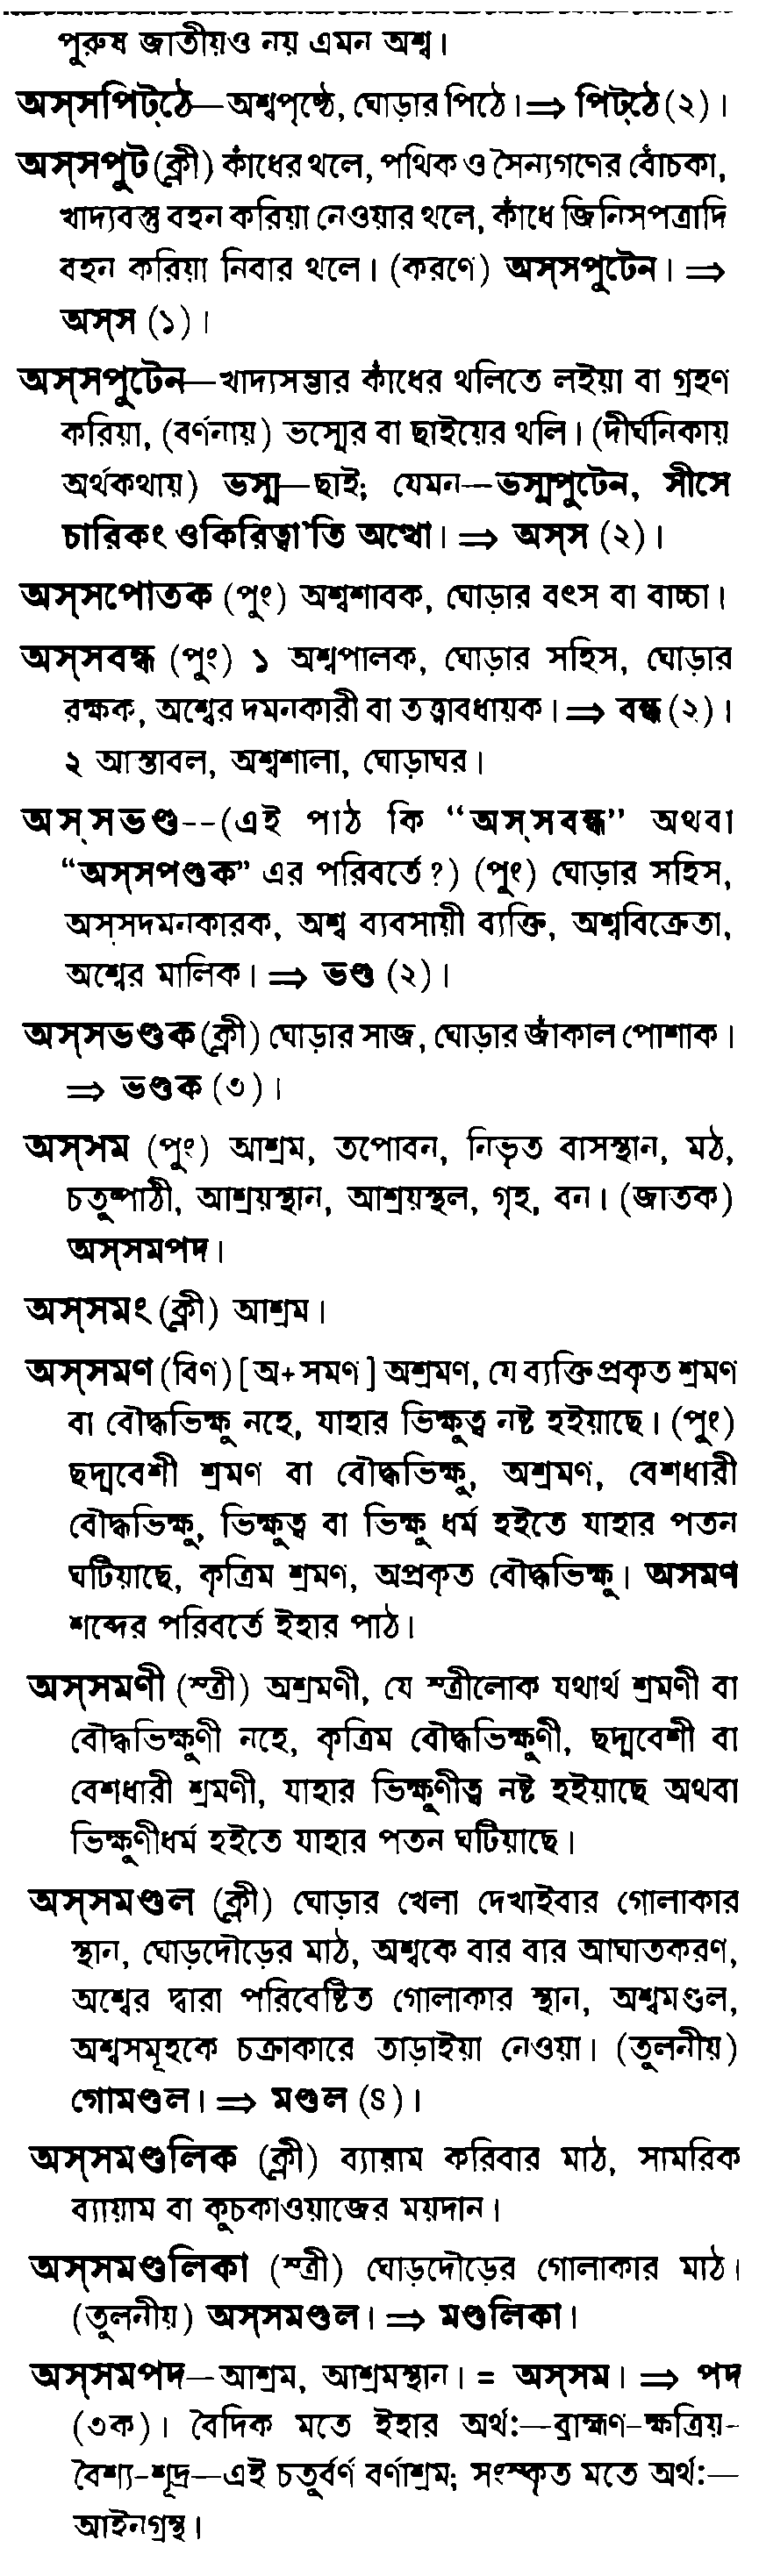 পুরুষ জাতীয়ও নয় এমন অশ্ব।
অস্‌সপিট্‌ঠে—অশ্বপৃষ্ঠে, ঘোড়ার পিঠে। ⇒ পিট্‌ঠে (২)।
অস্‌সপুট (ক্লী) কাঁধের থলে, পথিক ও সৈন্যগণের বোঁচকা,
খাদ্যবস্তু বহন করিয়া নেওয়ার থলে, কাঁধে জিনিসপত্রাদি
বহন করিয়া নিবার থলে। (করণে) অস্‌সপুটেন। ⇒
অস্‌স (১)।
অস্‌সপুটেন—খাদ্যসম্ভার কাঁধের থলিতে লইয়া বা গ্রহণ
করিয়া, (বর্ণনায়) ভস্মের বা ছাইয়ের থলি। (দীর্ঘনিকায়
অর্থকথায়) ভস্ম—ছাই; যেমন—ভস্মপুটেন, সীসে
চারিকং ওকিরিত্বা'তি অত্থো। ⇒ অস্‌স (২)।
অস্‌সপোতক (পুং) অশ্বশাবক, ঘোড়ার বৎস বা বাচ্চা।
অস্‌সবন্ধ (পুং) ১ অশ্বপালক, ঘোড়ার সহিস, ঘোড়ার
রক্ষক, অশ্বের দমনকারী বা তত্ত্বাবধায়ক। ⇒ বন্ধ (২)।
২ আস্তাবল, অশ্বশালা, ঘোড়াঘর।
অস্‌সভণ্ড--(এই পাঠ কি “অস্‌সবন্ধ” অথবা
“অস্‌সপণ্ডক” এর পরিবর্তে?) (পুং) ঘোড়ার সহিস,
অস্‌সদমনকারক, অশ্ব ব্যবসায়ী ব্যক্তি, অশ্ববিক্রেতা,
অশ্বের মালিক। ⇒ ভণ্ড (২)।
অস্‌সভণ্ডক (ক্লী) ঘোড়ার সাজ, ঘোড়ার জাঁকাল পোশাক।
⇒ ভণ্ডক (৩)।
অস্‌সম (পুং) আশ্রম, তপোবন, নিভৃত বাসস্থান, মঠ,
চতুষ্পাঠী, আশ্রয়স্থান, আশ্রয়স্থল, গৃহ, বন। (জাতক)
অস্‌সমপদ।
অস্‌সমং (ক্লী) আশ্রম।
অস্‌সমণ (বিণ) [অ+সমণ] অশ্রমণ, যে ব্যক্তি প্রকৃত শ্রমণ
বা বৌদ্ধভিক্ষু নহে, যাহার ভিক্ষুত্ব নষ্ট হইয়াছে। (পুং)
ছদ্মবেশী শ্রমণ বা বৌদ্ধভিক্ষু, অশ্রমণ, বেশধারী
বৌদ্ধভিক্ষু, ভিক্ষুত্ব বা ভিক্ষু ধর্ম হইতে যাহার পতন
ঘটিয়াছে, কৃত্রিম শ্রমণ, অপ্রকৃত বৌদ্ধভিক্ষু। অসমণ
শব্দের পরিবর্তে ইহার পাঠ।
অস্‌সমণী (স্ত্রী) অশ্রমণী, যে স্ত্রীলোক যথার্থ শ্রমণী বা
বৌদ্ধভিক্ষুণী নহে, কৃত্রিম বৌদ্ধভিক্ষুণী, ছদ্মবেশী বা
বেশধারী শ্রমণী, যাহার ভিক্ষুণীত্ব নষ্ট হইয়াছে অথবা
ভিক্ষুণীধর্ম হইতে যাহার পতন ঘটিয়াছে।
অস্‌সমণ্ডল (ক্লী) ঘোড়ার খেলা দেখাইবার গোলাকার
স্থান, ঘোড়দৌড়ের মাঠ, অশ্বকে বার বার আঘাতকরণ,
অশ্বের দ্বারা পরিবেষ্টিত গোলাকার স্থান, অশ্বমণ্ডল,
অশ্বসমূহকে চক্রাকারে তাড়াইয়া নেওয়া। (তুলনীয়)
গোমণ্ডল। ⇒ মণ্ডল (৪)।
অস্‌সমণ্ডলিক (ক্লী) ব্যায়াম করিবার মাঠ, সামরিক
ব্যায়াম বা কুচকাওয়াজের ময়দান।
অস্‌সমণ্ডলিকা (স্ত্রী) ঘোড়দৌড়ের গোলাকার মাঠ।
(তুলনীয়) অস্‌সমণ্ডল। ⇒ মণ্ডলিকা।
অস্‌সমপদ—আশ্রম, আশ্রমস্থান। = অস্‌সম। ⇒ পদ
(৩ক)। বৈদিক মতে ইহার অর্থ:—ব্রাহ্মণ-ক্ষত্রিয়-
বৈশ্য-শূদ্র—এই চতুর্বর্ণ বর্ণাশ্রম; সংস্কৃত মতে অর্থ:—
আইনগ্রন্থ।